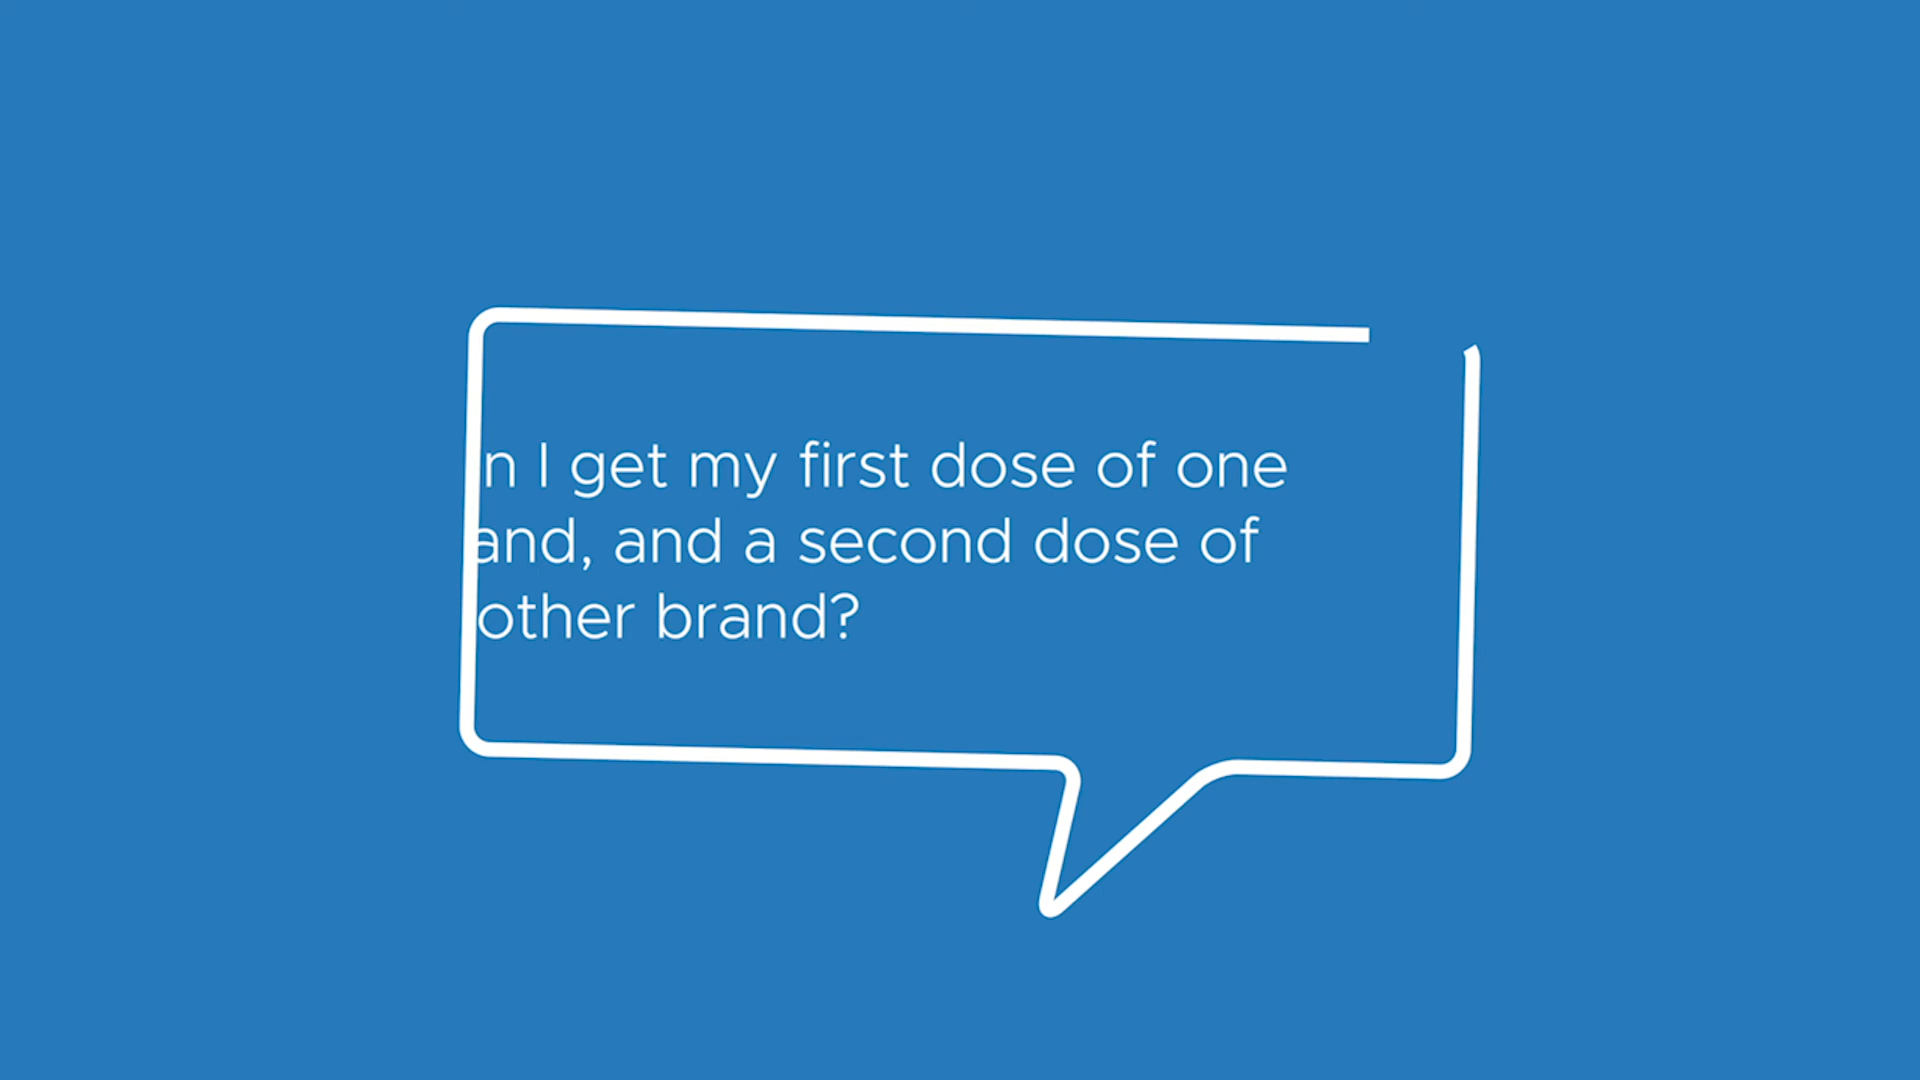 n I get my first dose of one
and, and a second dose of
other brand?